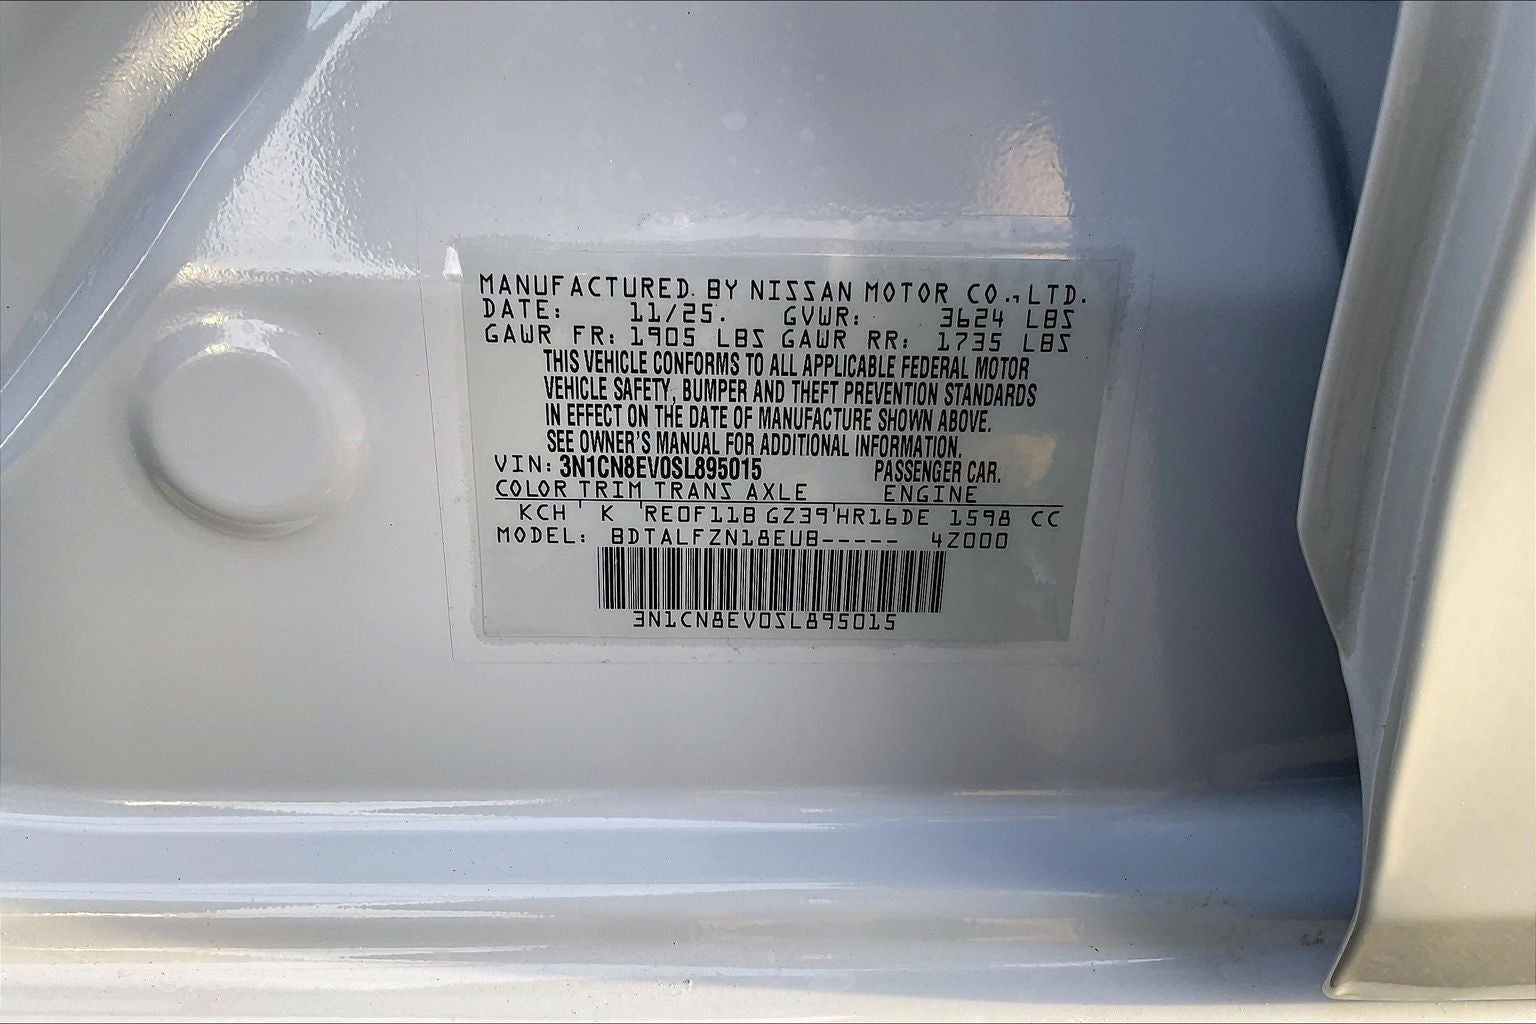 MANUFACTURED BY NISSAN MOTOR CO.,LTD.
DATE: 11/25. GVWR: 3624 LBS
GAWR FR: 1905 LBS GAWR RR: 1735 LBS
THIS VEHICLE CONFORMS TO ALL APPLICABLE FEDERAL MOTOR
VEHICLE SAFETY, BUMPER AND THEFT PREVENTION STANDARDS
IN EFFECT ON THE DATE OF MANUFACTURE SHOWN ABOVE.
SEE OWNER'S MANUAL FOR ADDITIONAL INFORMATION.
VIN: 3N1CN8EV0SL895015 PASSENGER CAR.
COLOR TRIM TRANS AXLE ENGINE
KCH ' K 'RE0F11B GZ39'HR16DE 1598 CC
MODEL: BDTALFZN18EUB----- 4Z000
3N1CN8EV0SL895015